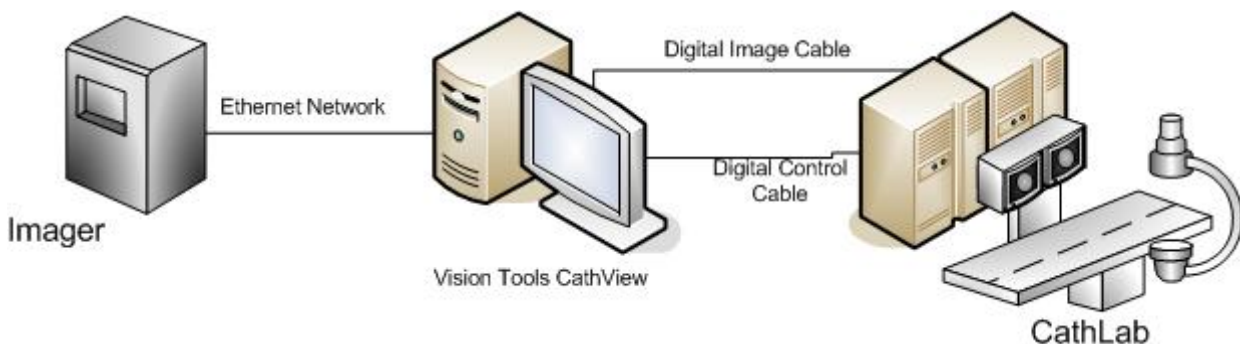 Digital Image Cable
Ethernet Network
Digital Control
Cable
Imager
Vision Tools CathView
CathLab